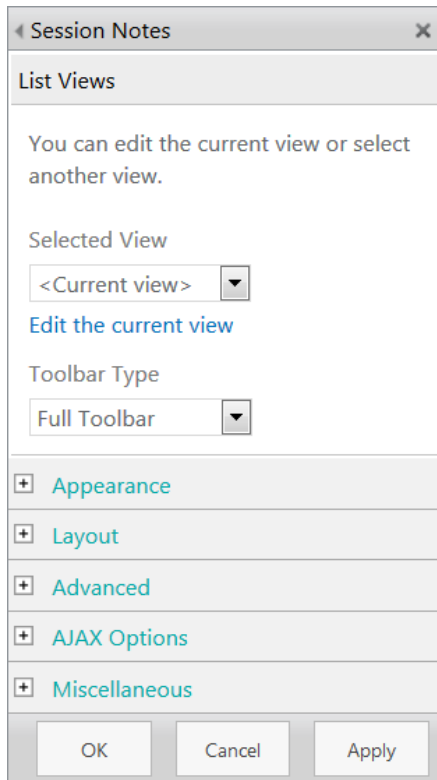 Session Notes
List Views
You can edit the current view or select
another view.
Selected View
<Current view>
Edit the current view
Toolbar Type
Full Toolbar
Appearance
Layout
Advanced
AJAX Options
Miscellaneous
OK Cancel Apply